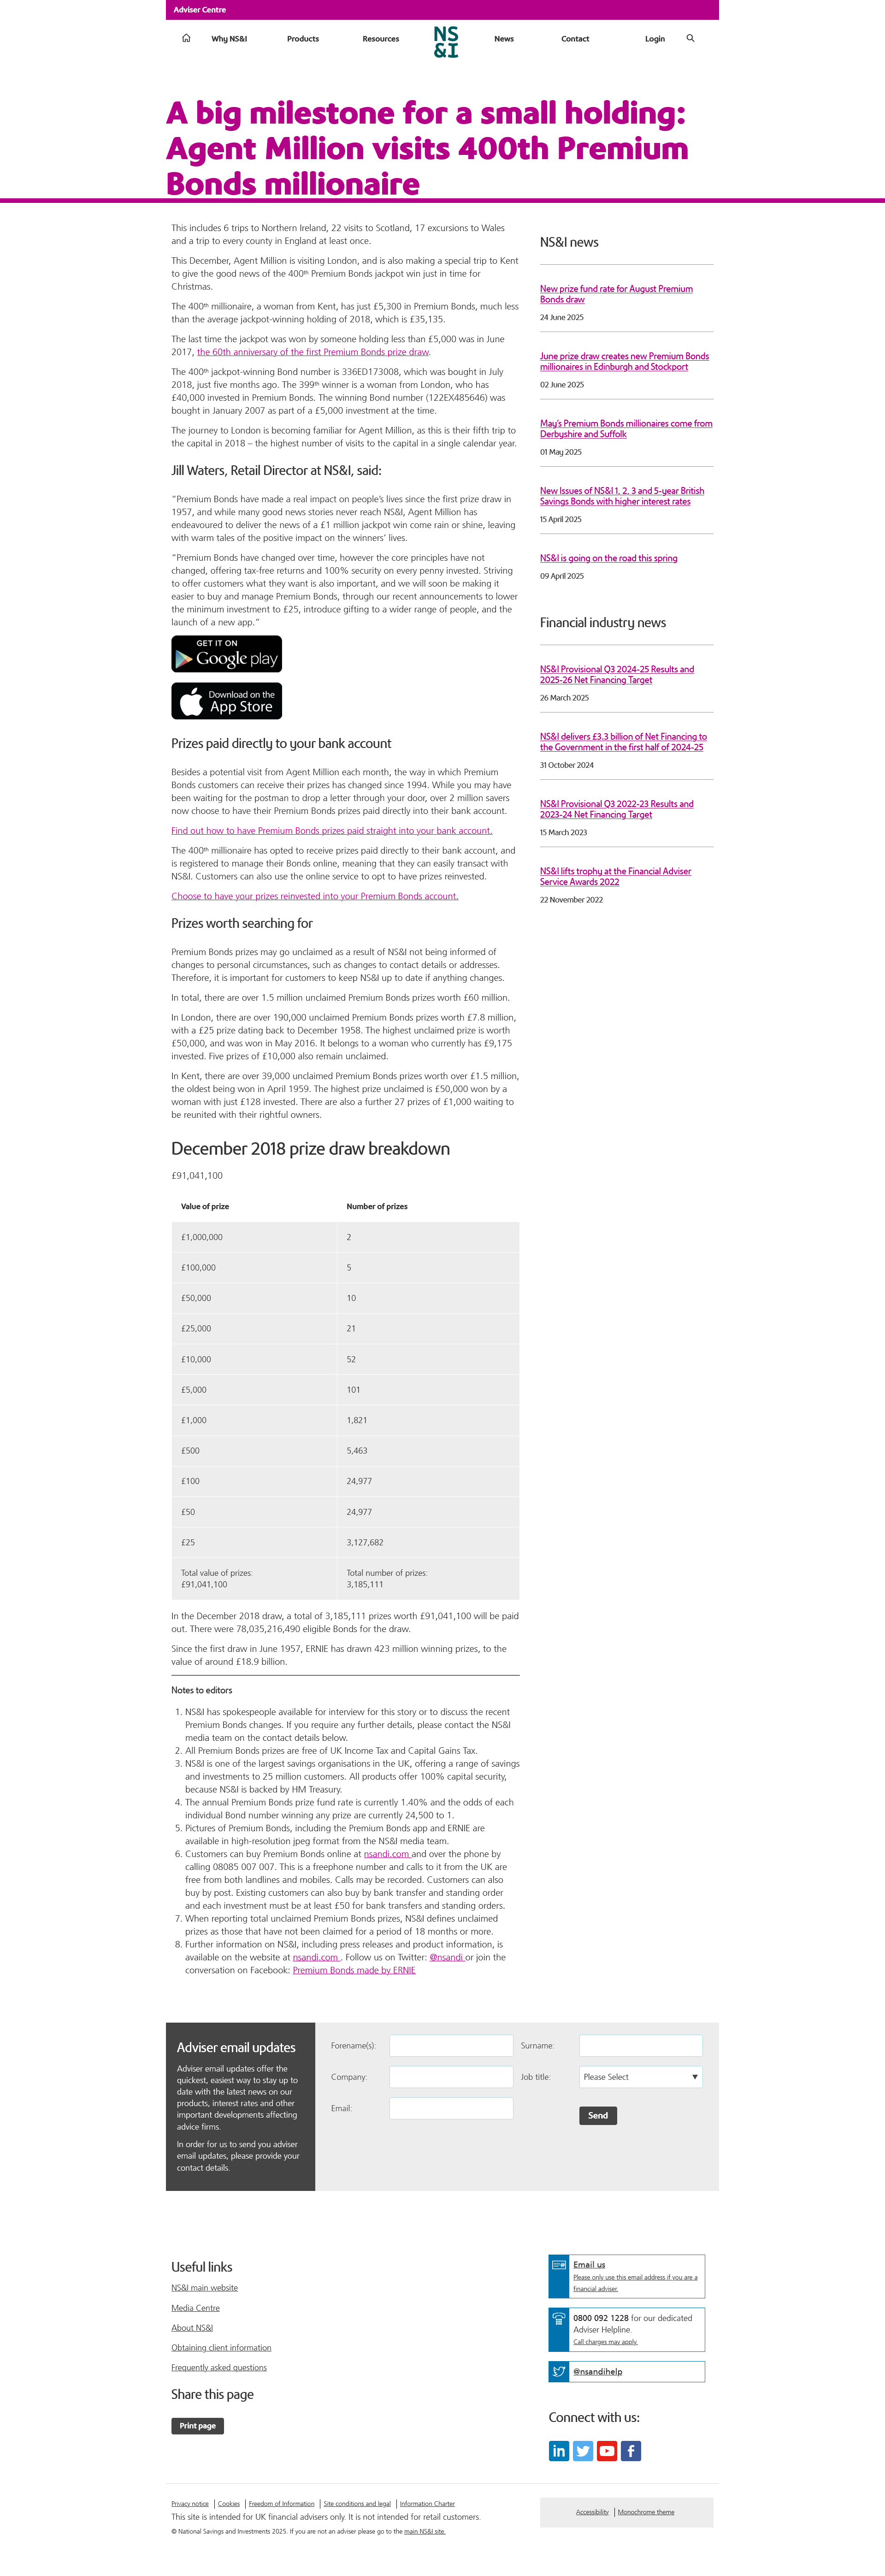 Adviser Centre
Why NS&I
Products
Resources
NS
&I
News
Contact
Login
A big milestone for a small holding:
Agent Million visits 400th Premium
Bonds millionaire
This includes 6 trips to Northern Ireland, 22 visits to Scotland, 17 excursions to Wales
and a trip to every county in England at least once.
This December, Agent Million is visiting London, and is also making a special trip to Kent
to give the good news of the 400th Premium Bonds jackpot win just in time for
Christmas.
The 400th millionaire, a woman from Kent, has just £5,300 in Premium Bonds, much less
than the average jackpot-winning holding of 2018, which is £35,135.
The last time the jackpot was won by someone holding less than £5,000 was in June
2017, the 60th anniversary of the first Premium Bonds prize draw.
The 400th jackpot-winning Bond number is 336ED173008, which was bought in July
2018, just five months ago. The 399th winner is a woman from London, who has
£40,000 invested in Premium Bonds. The winning Bond number (122EX485646) was
bought in January 2007 as part of a £5,000 investment at the time.
The journey to London is becoming familiar for Agent Million, as this is their fifth trip to
the capital in 2018 – the highest number of visits to the capital in a single calendar year.
Jill Waters, Retail Director at NS&I, said:
“Premium Bonds have made a real impact on people's lives since the first prize draw in
1957, and while many good news stories never reach NS&I, Agent Million has
endeavoured to deliver the news of a £1 million jackpot win come rain or shine, leaving
with warm tales of the positive impact on the winners' lives.
“Premium Bonds have changed over time, however the core principles have not
changed, offering tax-free returns and 100% security on every penny invested. Striving
to offer customers what they want is also important, and we will soon be making it
easier to buy and manage Premium Bonds, through our recent announcements to lower
the minimum investment to £25, introduce gifting to a wider range of people, and the
launch of a new app.”
GET IT ON
Google play
Download on the
App Store
Prizes paid directly to your bank account
Besides a potential visit from Agent Million each month, the way in which Premium
Bonds customers can receive their prizes has changed since 1994. While you may have
been waiting for the postman to drop a letter through your door, over 2 million savers
now choose to have their Premium Bonds prizes paid directly into their bank account.
Find out how to have Premium Bonds prizes paid straight into your bank account.
The 400th millionaire has opted to receive prizes paid directly to their bank account, and
is registered to manage their Bonds online, meaning that they can easily transact with
NS&I. Customers can also use the online service to opt to have prizes reinvested.
Choose to have your prizes reinvested into your Premium Bonds account.
Prizes worth searching for
Premium Bonds prizes may go unclaimed as a result of NS&I not being informed of
changes to personal circumstances, such as changes to contact details or addresses.
Therefore, it is important for customers to keep NS&I up to date if anything changes.
In total, there are over 1.5 million unclaimed Premium Bonds prizes worth £60 million.
In London, there are over 190,000 unclaimed Premium Bonds prizes worth £7.8 million,
with a £25 prize dating back to December 1958. The highest unclaimed prize is worth
£50,000, and was won in May 2016. It belongs to a woman who currently has £9,175
invested. Five prizes of £10,000 also remain unclaimed.
In Kent, there are over 39,000 unclaimed Premium Bonds prizes worth over £1.5 million,
the oldest being won in April 1959. The highest prize unclaimed is £50,000 won by a
woman with just £128 invested. There are also a further 27 prizes of £1,000 waiting to
be reunited with their rightful owners.
December 2018 prize draw breakdown
£91,041,100
Value of prize Number of prizes
£1,000,000 2
£100,000 5
£50,000 10
£25,000 21
£10,000 52
£5,000 101
£1,000 1,821
£500 5,463
£100 24,977
£50 24,977
£25 3,127,682
Total value of prizes: Total number of prizes:
£91,041,100 3,185,111
In the December 2018 draw, a total of 3,185,111 prizes worth £91,041,100 will be paid
out. There were 78,035,216,490 eligible Bonds for the draw.
Since the first draw in June 1957, ERNIE has drawn 423 million winning prizes, to the
value of around £18.9 billion.
Notes to editors
1. NS&I has spokespeople available for interview for this story or to discuss the recent
Premium Bonds changes. If you require any further details, please contact the NS&I
media team on the contact details below.
2. All Premium Bonds prizes are free of UK Income Tax and Capital Gains Tax.
3. NS&I is one of the largest savings organisations in the UK, offering a range of savings
and investments to 25 million customers. All products offer 100% capital security,
because NS&I is backed by HM Treasury.
4. The annual Premium Bonds prize fund rate is currently 1.40% and the odds of each
individual Bond number winning any prize are currently 24,500 to 1.
5. Pictures of Premium Bonds, including the Premium Bonds app and ERNIE are
available in high-resolution jpeg format from the NS&I media team.
6. Customers can buy Premium Bonds online at nsandi.com and over the phone by
calling 08085 007 007. This is a freephone number and calls to it from the UK are
free from both landlines and mobiles. Calls may be recorded. Customers can also
buy by post. Existing customers can also buy by bank transfer and standing order
and each investment must be at least £50 for bank transfers and standing orders.
7. When reporting total unclaimed Premium Bonds prizes, NS&I defines unclaimed
prizes as those that have not been claimed for a period of 18 months or more.
8. Further information on NS&I, including press releases and product information, is
available on the website at nsandi.com . Follow us on Twitter: @nsandi or join the
conversation on Facebook: Premium Bonds made by ERNIE
NS&I news
New prize fund rate for August Premium
Bonds draw
24 June 2025
June prize draw creates new Premium Bonds
millionaires in Edinburgh and Stockport
02 June 2025
May's Premium Bonds millionaires come from
Derbyshire and Suffolk
01 May 2025
New Issues of NS&I 1, 2, 3 and 5-year British
Savings Bonds with higher interest rates
15 April 2025
NS&I is going on the road this spring
09 April 2025
Financial industry news
NS&I Provisional Q3 2024-25 Results and
2025-26 Net Financing Target
26 March 2025
NS&I delivers £3.3 billion of Net Financing to
the Government in the first half of 2024-25
31 October 2024
NS&I Provisional Q3 2022-23 Results and
2023-24 Net Financing Target
15 March 2023
NS&I lifts trophy at the Financial Adviser
Service Awards 2022
22 November 2022
Adviser email updates
Adviser email updates offer the
quickest, easiest way to stay up to
date with the latest news on our
products, interest rates and other
important developments affecting
advice firms.
In order for us to send you adviser
email updates, please provide your
contact details.
Forename(s):
Surname:
Company:
Job title:
Please Select
Email:
Send
Useful links
NS&I main website
Media Centre
About NS&I
Obtaining client information
Frequently asked questions
Share this page
Print page
Email us
Please only use this email address if you are a
financial adviser.
0800 092 1228 for our dedicated
Adviser Helpline.
Call charges may apply.
@nsandihelp
Connect with us:
Privacy notice
Cookies
Freedom of Information
Site conditions and legal
Information Charter
This site is intended for UK financial advisers only. It is not intended for retail customers.
© National Savings and Investments 2025. If you are not an adviser please go to the main NS&I site.
Accessibility
Monochrome theme